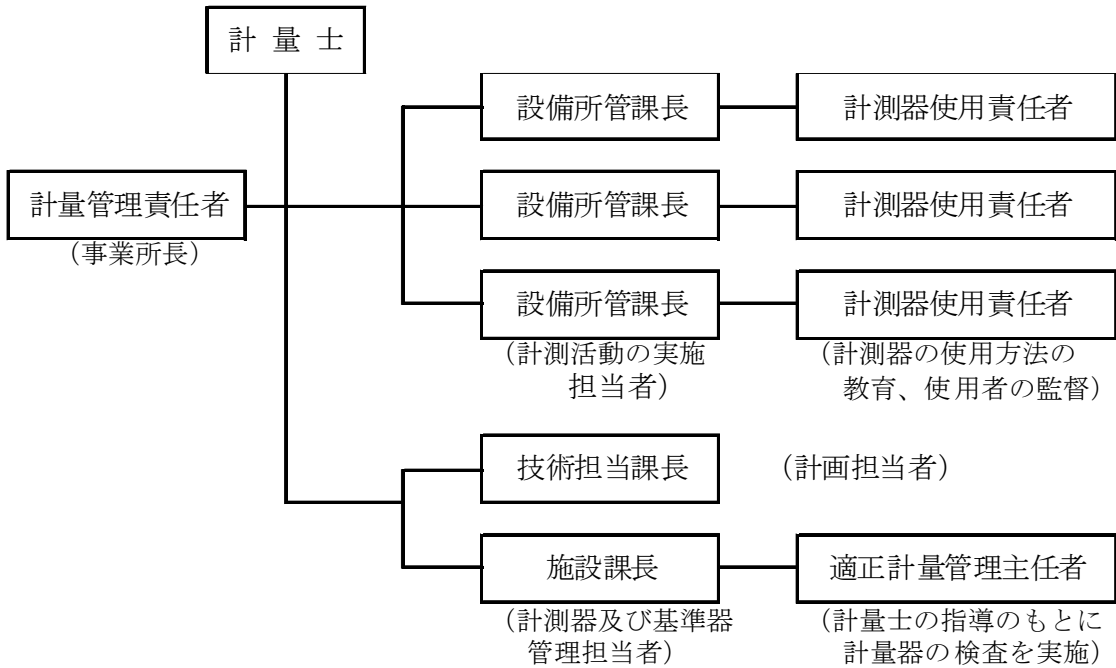 計量士
設備所管課長
計測器使用責任者
計量管理責任者
設備所管課長
計測器使用責任者
（事業所長）
設備所管課長
計測器使用責任者
（計測活動の実施
担当者）
（計測器の使用方法の
教育、使用者の監督）
技術担当課長
（計画担当者）
施設課長
適正計量管理主任者
（計測器及び基準器
管理担当者）
（計量士の指導のもとに
計量器の検査を実施）